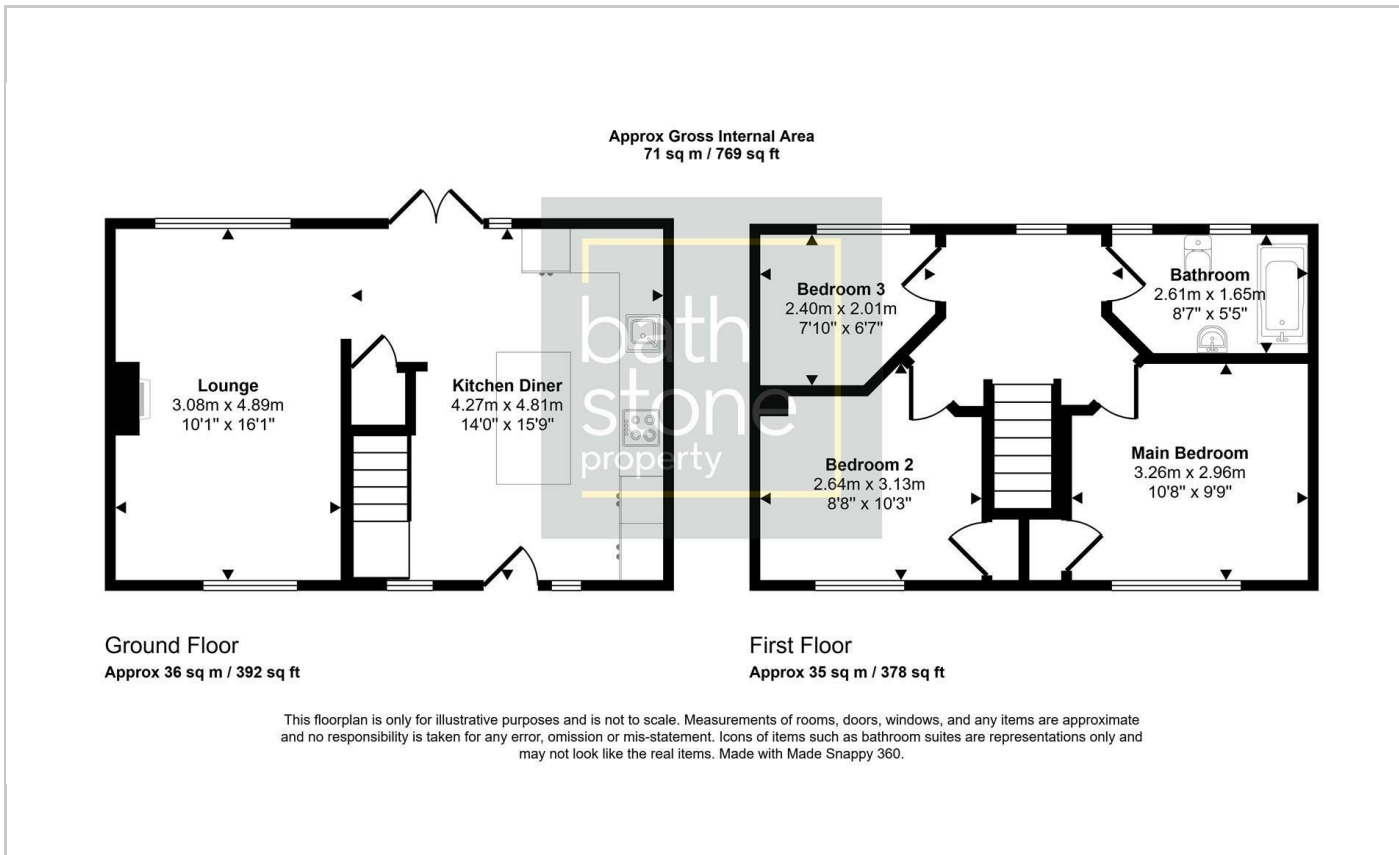 Approx Gross Internal Area
71 sq m / 769 sq ft
Lounge
3.08m x 4.89m
10'1" x 16'1"
Kitchen Diner
4.27m x 4.81m
14'0" x 15'9"
bath
stone
property
Bedroom 3
2.40m x 2.01m
7'10" x 6'7"
Bathroom
2.61m x 1.65m
8'7" x 5'5"
Bedroom 2
2.64m x 3.13m
8'8" x 10'3"
Main Bedroom
3.26m x 2.96m
10'8" x 9'9"
Ground Floor
Approx 36 sq m / 392 sq ft
First Floor
Approx 35 sq m / 378 sq ft
This floorplan is only for illustrative purposes and is not to scale. Measurements of rooms, doors, windows, and any items are approximate
and no responsibility is taken for any error, omission or mis-statement. Icons of items such as bathroom suites are representations only and
may not look like the real items. Made with Made Snappy 360.